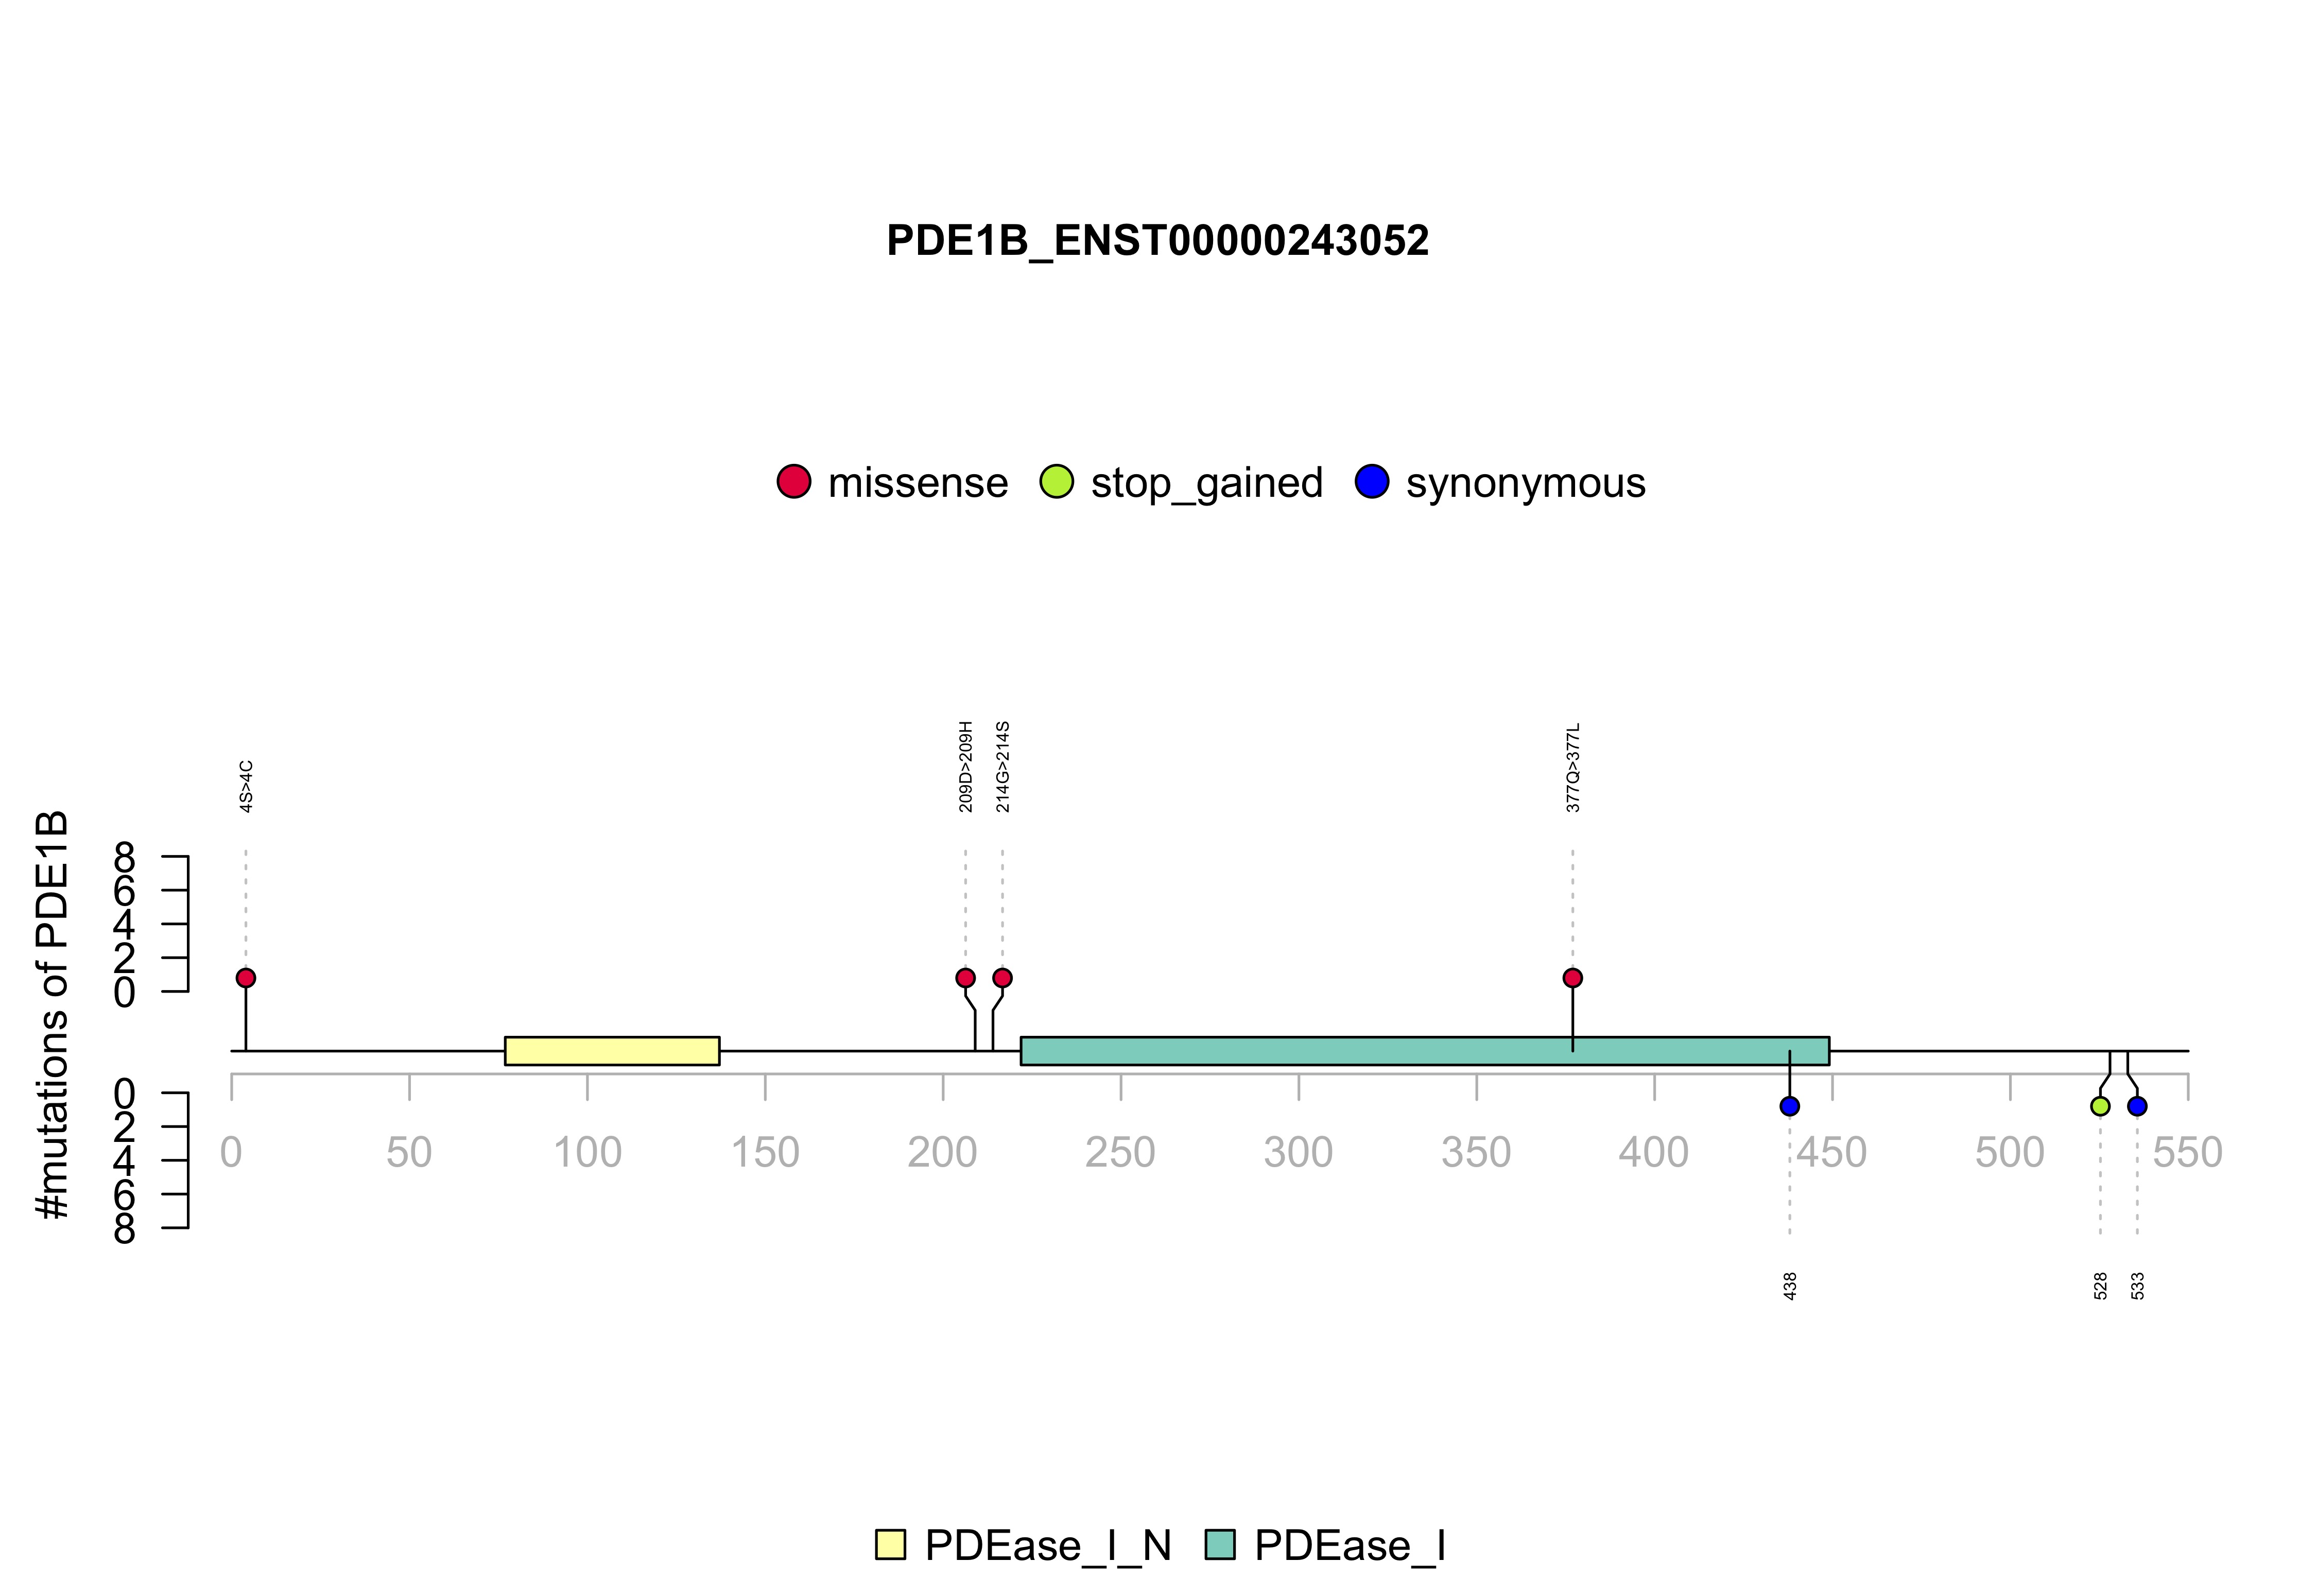 PDE1B_ENST00000243052
missense stop_gained synonymous
4S>4C
209D>209H
214G>214S
377Q>377L
#mutations of PDE1B
8
6
4
2
0
0
2
4
6
8
0 50 100 150 200 250 300 350 400 450 500 550
438
528
533
PDEase_I_N PDEase_I